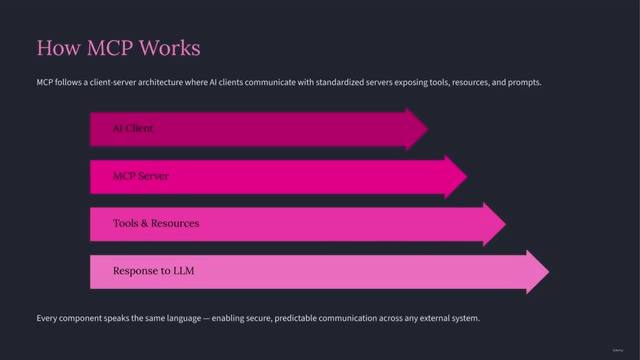 How MCP Works
MCP follows a client-server architecture where AI clients communicate with standardized servers exposing tools, resources, and prompts.
AI Client
MCP Server
Tools & Resources
Response to LLM
Every component speaks the same language — enabling secure, predictable communication across any external system.